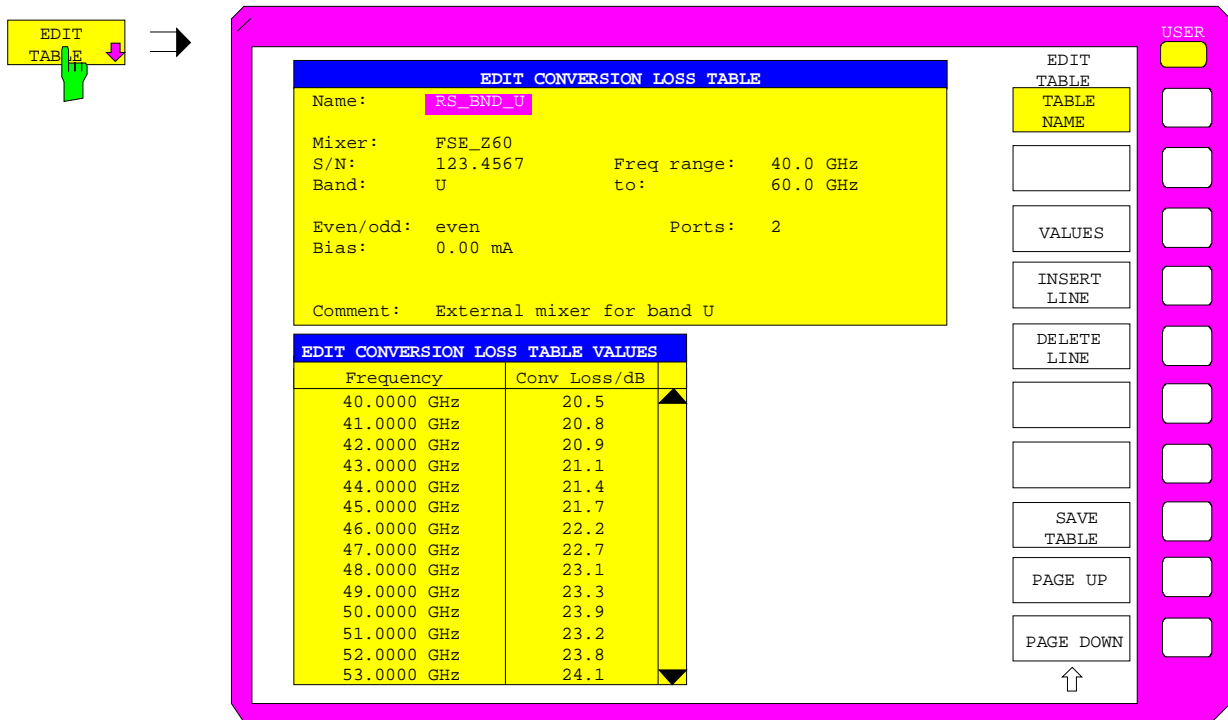 EDIT
TABLE
USER
EDIT CONVERSION LOSS TABLE
Name: RS_BND_U
Mixer: FSE_Z60
S/N: 123.4567 Freq range: 40.0 GHz
Band: U to: 60.0 GHz
Even/odd: even Ports: 2
Bias: 0.00 mA
Comment: External mixer for band U
EDIT CONVERSION LOSS TABLE VALUES
Frequency Conv Loss/dB
40.0000 GHz 20.5
41.0000 GHz 20.8
42.0000 GHz 20.9
43.0000 GHz 21.1
44.0000 GHz 21.4
45.0000 GHz 21.7
46.0000 GHz 22.2
47.0000 GHz 22.7
48.0000 GHz 23.1
49.0000 GHz 23.3
50.0000 GHz 23.9
51.0000 GHz 23.2
52.0000 GHz 23.8
53.0000 GHz 24.1
EDIT
TABLE
TABLE
NAME
VALUES
INSERT
LINE
DELETE
LINE
SAVE
TABLE
PAGE UP
PAGE DOWN